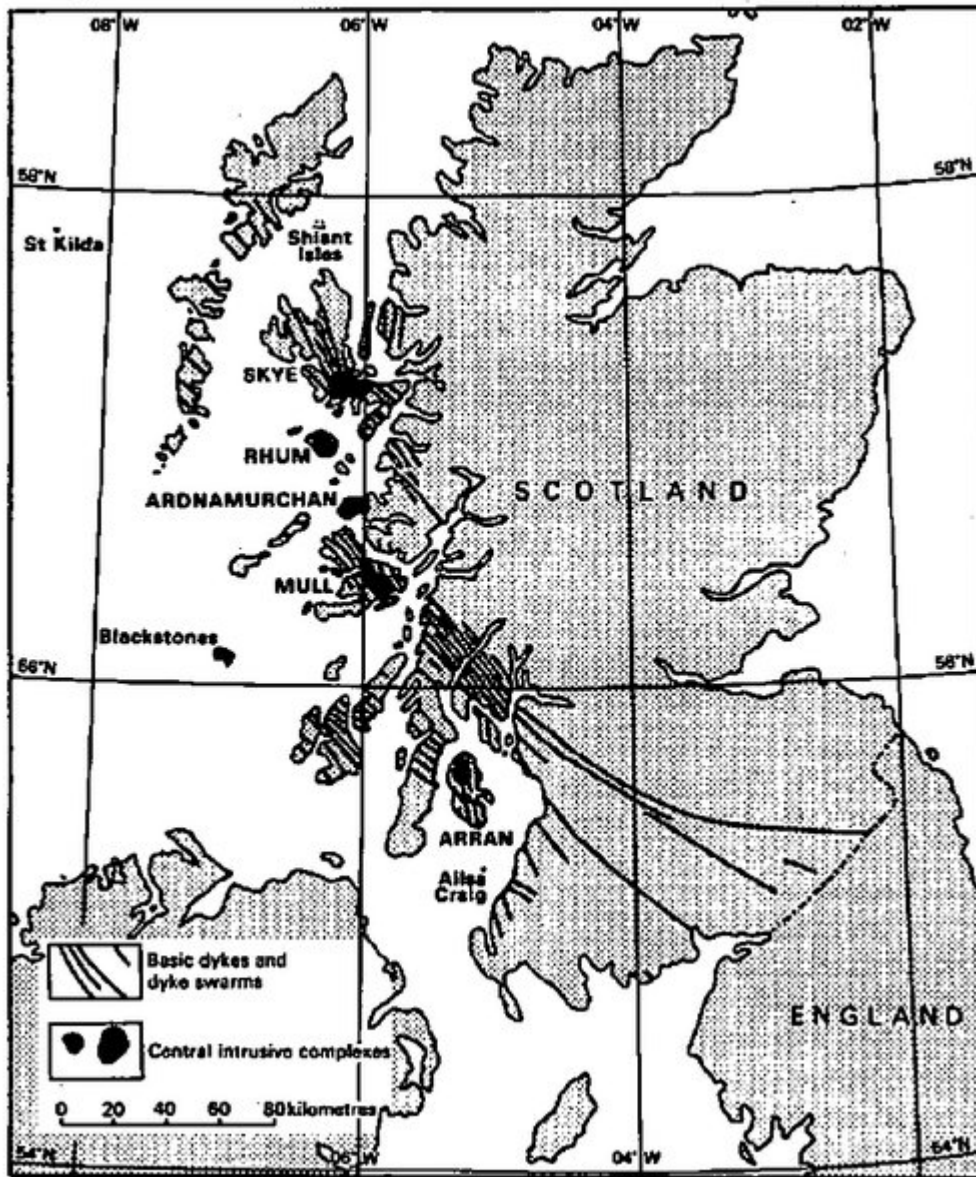 08°W
06°W
04°W
02°W
58°N
58°N
St Kilda
Shiant
Isles
SKYE
RHUM
SCOTLAND
ARDNAMURCHAN
MULL
Blackstones
56°N
56°N
ARRAN
Ailsa
Craig
Basic dykes and
dyke swarms
ENGLAND
Central intrusive complexes
0 20 40 60 80 kilometres
54°N
06°W
04°W
54°N